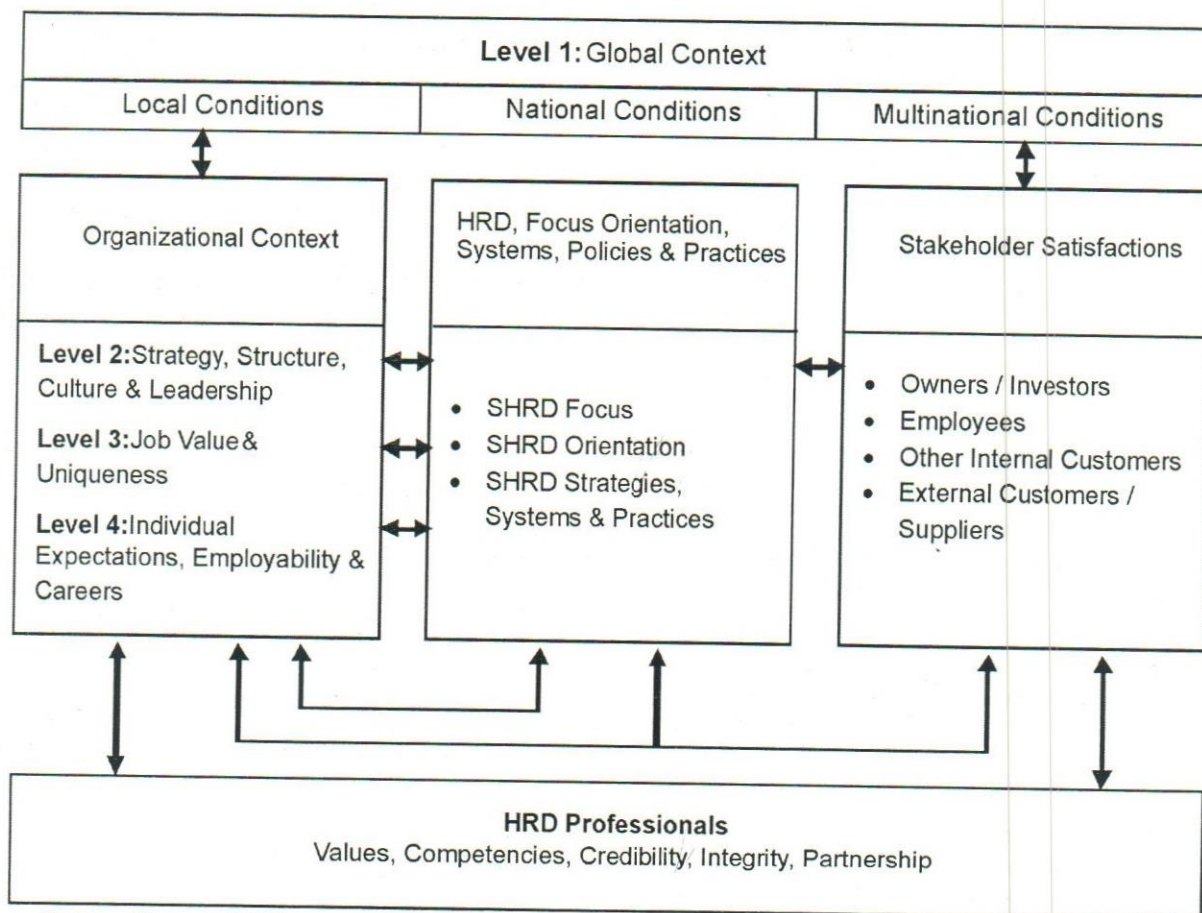 Level 1: Global Context
Local Conditions
National Conditions
Multinational Conditions
Organizational Context
Level 2:Strategy, Structure,
Culture & Leadership
Level 3:Job Value &
Uniqueness
Level 4:Individual
Expectations, Employability &
Careers
HRD, Focus Orientation,
Systems, Policies & Practices
• SHRD Focus
• SHRD Orientation
• SHRD Strategies,
Systems & Practices
Stakeholder Satisfactions
• Owners / Investors
• Employees
• Other Internal Customers
• External Customers /
Suppliers
HRD Professionals
Values, Competencies, Credibility, Integrity, Partnership